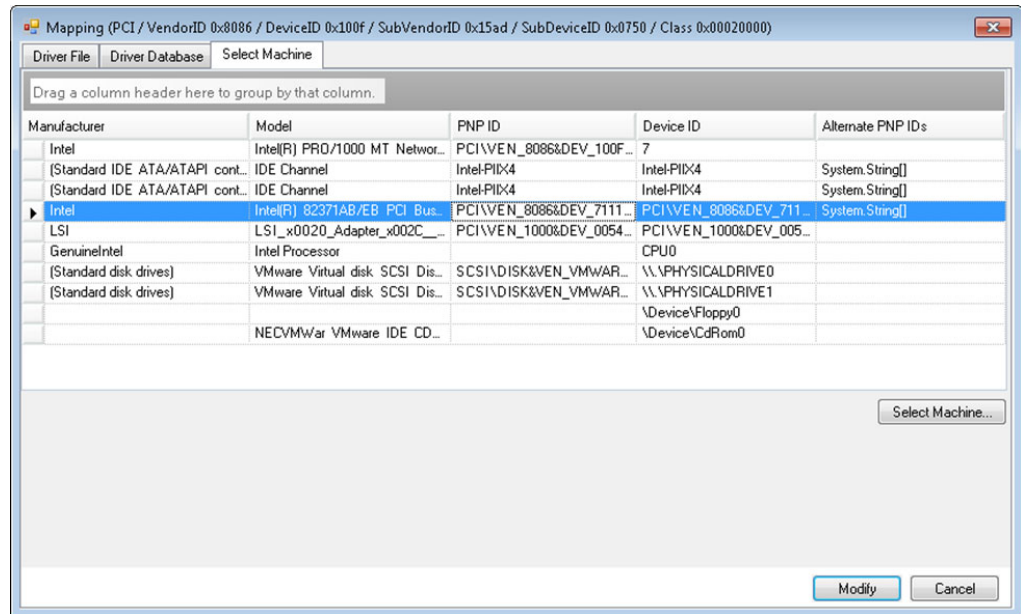 Mapping (PCI / VendorID 0x8086 / DeviceID 0x100f / SubVendorID 0x15ad / SubDeviceID 0x0750 / Class 0x00020000)
Driver File Driver Database Select Machine
Drag a column header here to group by that column.
Manufacturer Model PNP ID Device ID Alternate PNP IDs
Intel Intel(R) PRO/1000 MT Networ... PCI\VEN_8086&DEV_100F... 7
(Standard IDE ATA/ATAPI cont... IDE Channel Intel-PIIX4 Intel-PIIX4 System.String[]
(Standard IDE ATA/ATAPI cont... IDE Channel Intel-PIIX4 Intel-PIIX4 System.String[]
Intel Intel(R) 82371AB/EB PCI Bus... PCI\VEN_8086&DEV_7111... PCI\VEN_8086&DEV_711... System.String[]
LSI LSI_x0020_Adapter_x002C__... PCI\VEN_1000&DEV_0054... PCI\VEN_1000&DEV_005...
GenuineIntel Intel Processor CPU0
(Standard disk drives) VMware Virtual disk SCSI Dis... SCSI\DISK&VEN_VMWAR... \\.\PHYSICALDRIVE0
(Standard disk drives) VMware Virtual disk SCSI Dis... SCSI\DISK&VEN_VMWAR... \\.\PHYSICALDRIVE1
\Device\Floppy0
NECVMWar VMware IDE CD... \Device\CdRom0
Select Machine...
Modify Cancel